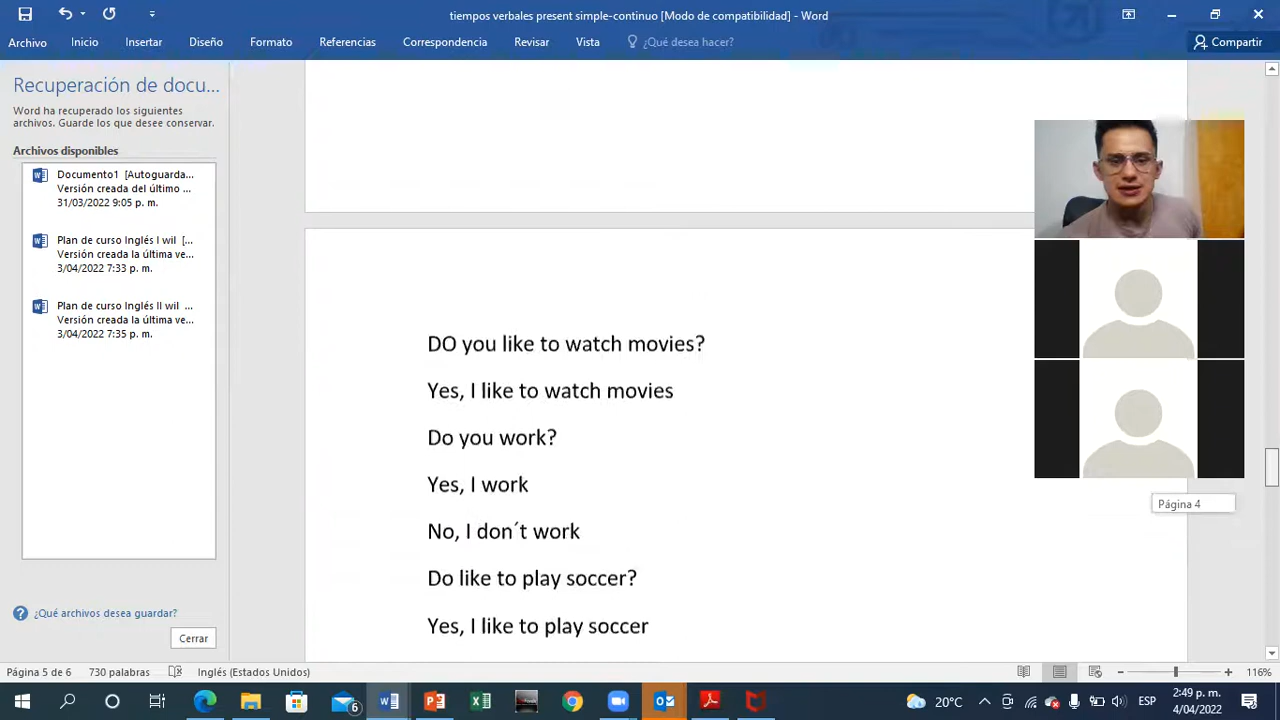 tiempos verbales present simple-continuo [Modo de compatibilidad] - Word
Archivo Inicio Insertar Diseño Formato Referencias Correspondencia Revisar Vista ¿Qué desea hacer? Compartir
Recuperación de docu...
Word ha recuperado los siguientes
archivos. Guarde los que desee conservar.
Archivos disponibles
Documento1 [Autoguarda...
Versión creada del último ...
31/03/2022 9:05 p. m.
Plan de curso Inglés I wil [...
Versión creada la última ve...
3/04/2022 7:33 p. m.
Plan de curso Inglés II wil ...
Versión creada la última ve...
3/04/2022 7:35 p. m.
¿Qué archivos desea guardar?
Cerrar
DO you like to watch movies?
Yes, I like to watch movies
Do you work?
Yes, I work
No, I don´t work
Do like to play soccer?
Yes, I like to play soccer
Página 4
Página 5 de 6 730 palabras Inglés (Estados Unidos) 116%
6 20°C ESP 2:49 p. m.
4/04/2022